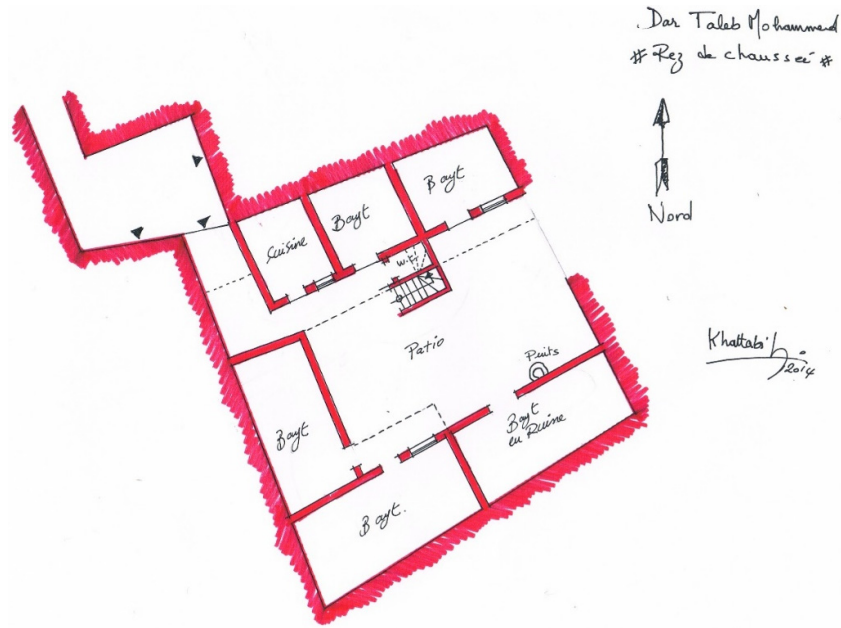 Dar Taleb Mohammed
# Rez de chaussée #
Nord
Bayt
Bayt
Cuisine
W.C
Patio
Puits
Khattabi
2014
Bayt
Bayt
en Ruine
Bayt.